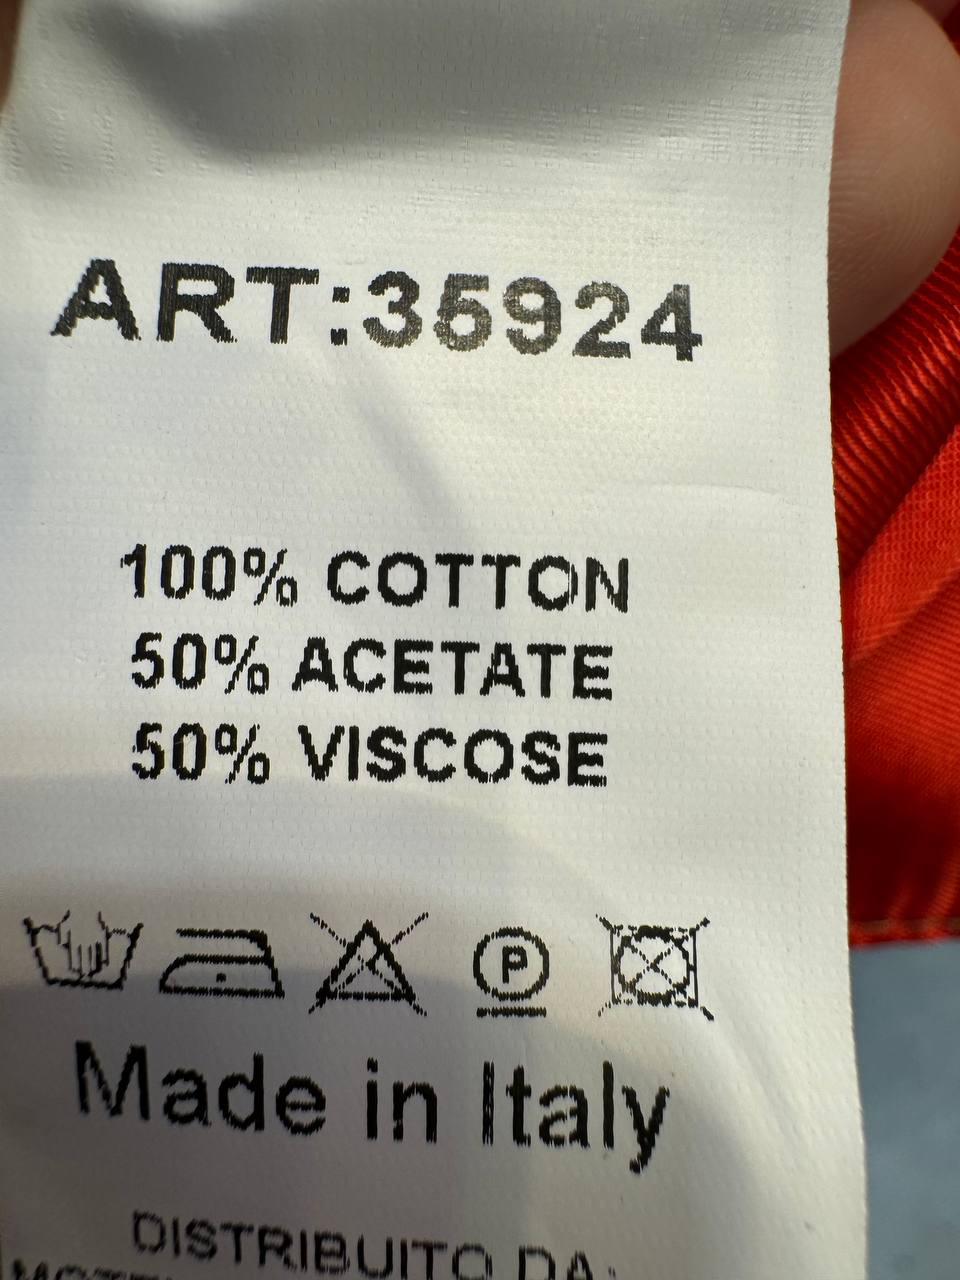 ART:35924
100% COTTON
50% ACETATE
50% VISCOSE
P
Made in Italy
DISTRIBUITO DA: